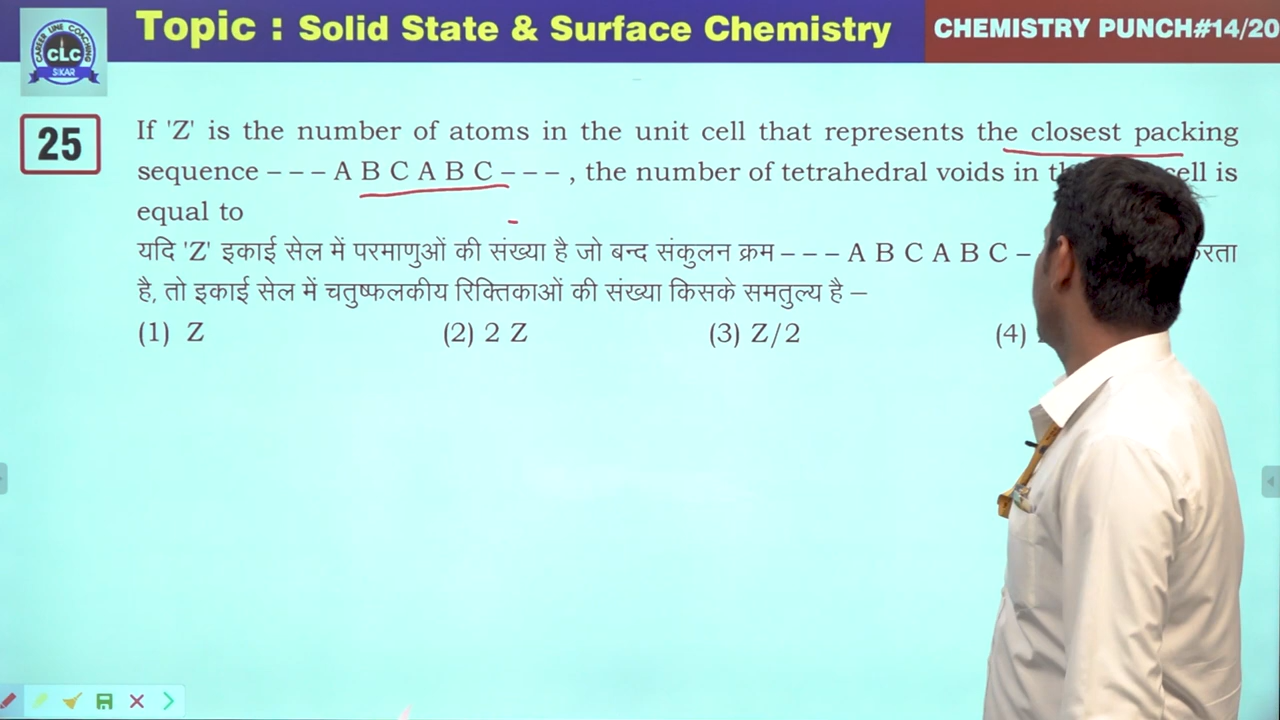 CAREER LINE COACHING
CLC
SIKAR
Topic : Solid State & Surface Chemistry
CHEMISTRY PUNCH#14/20
25
If 'Z' is the number of atoms in the unit cell that represents the closest packing
sequence – – – A B C A B C – – – , the number of tetrahedral voids in cell is
equal to
यदि 'Z' इकाई सेल में परमाणुओं की संख्या है जो बन्द संकुलन क्रम – – – A B C A B C –
है, तो इकाई सेल में चतुष्फलकीय रिक्तिकाओं की संख्या किसके समतुल्य है –
(1) Z (2) 2 Z (3) Z/2 (4)